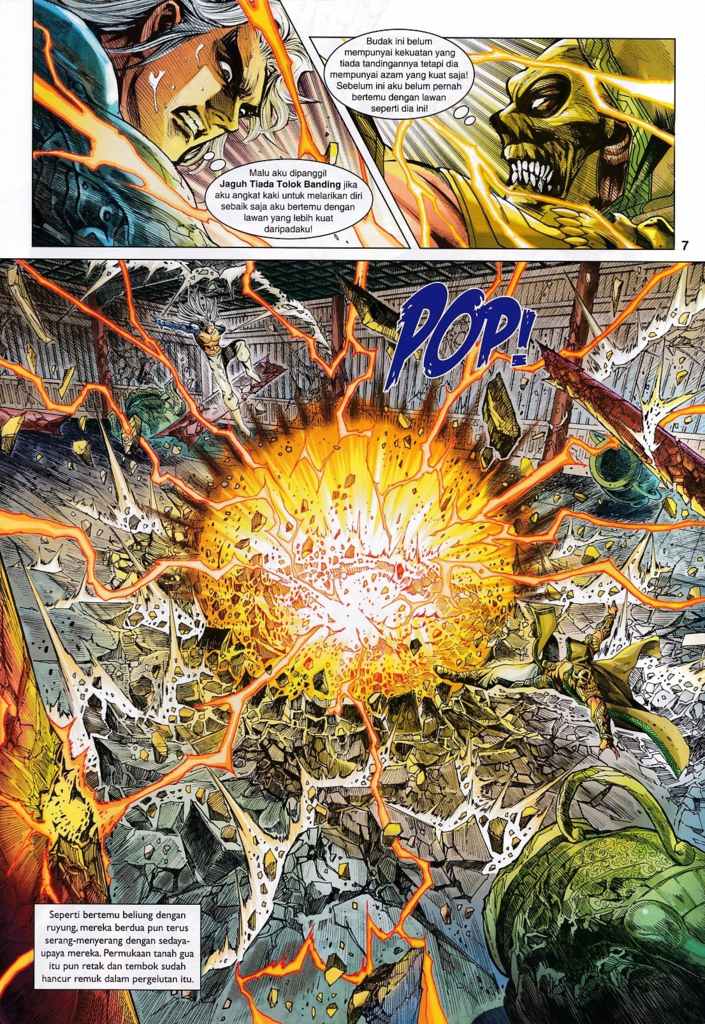 Malu aku dipanggil
Jaguh Tiada Tolok Banding jika
aku angkat kaki untuk melarikan diri
sebaik saja aku bertemu dengan
lawan yang lebih kuat
daripadaku!
Budak ini belum
mempunyai kekuatan yang
tiada tandingannya tetapi dia
mempunyai azam yang kuat saja!
Sebelum ini aku belum pernah
bertemu dengan lawan
seperti dia ini!
7
POP!
Seperti bertemu beliung dengan
ruyung, mereka berdua pun terus
serang-menyerang dengan sedaya-
upaya mereka. Permukaan tanah gua
itu pun retak dan tembok sudah
hancur remuk dalam pergelutan itu.